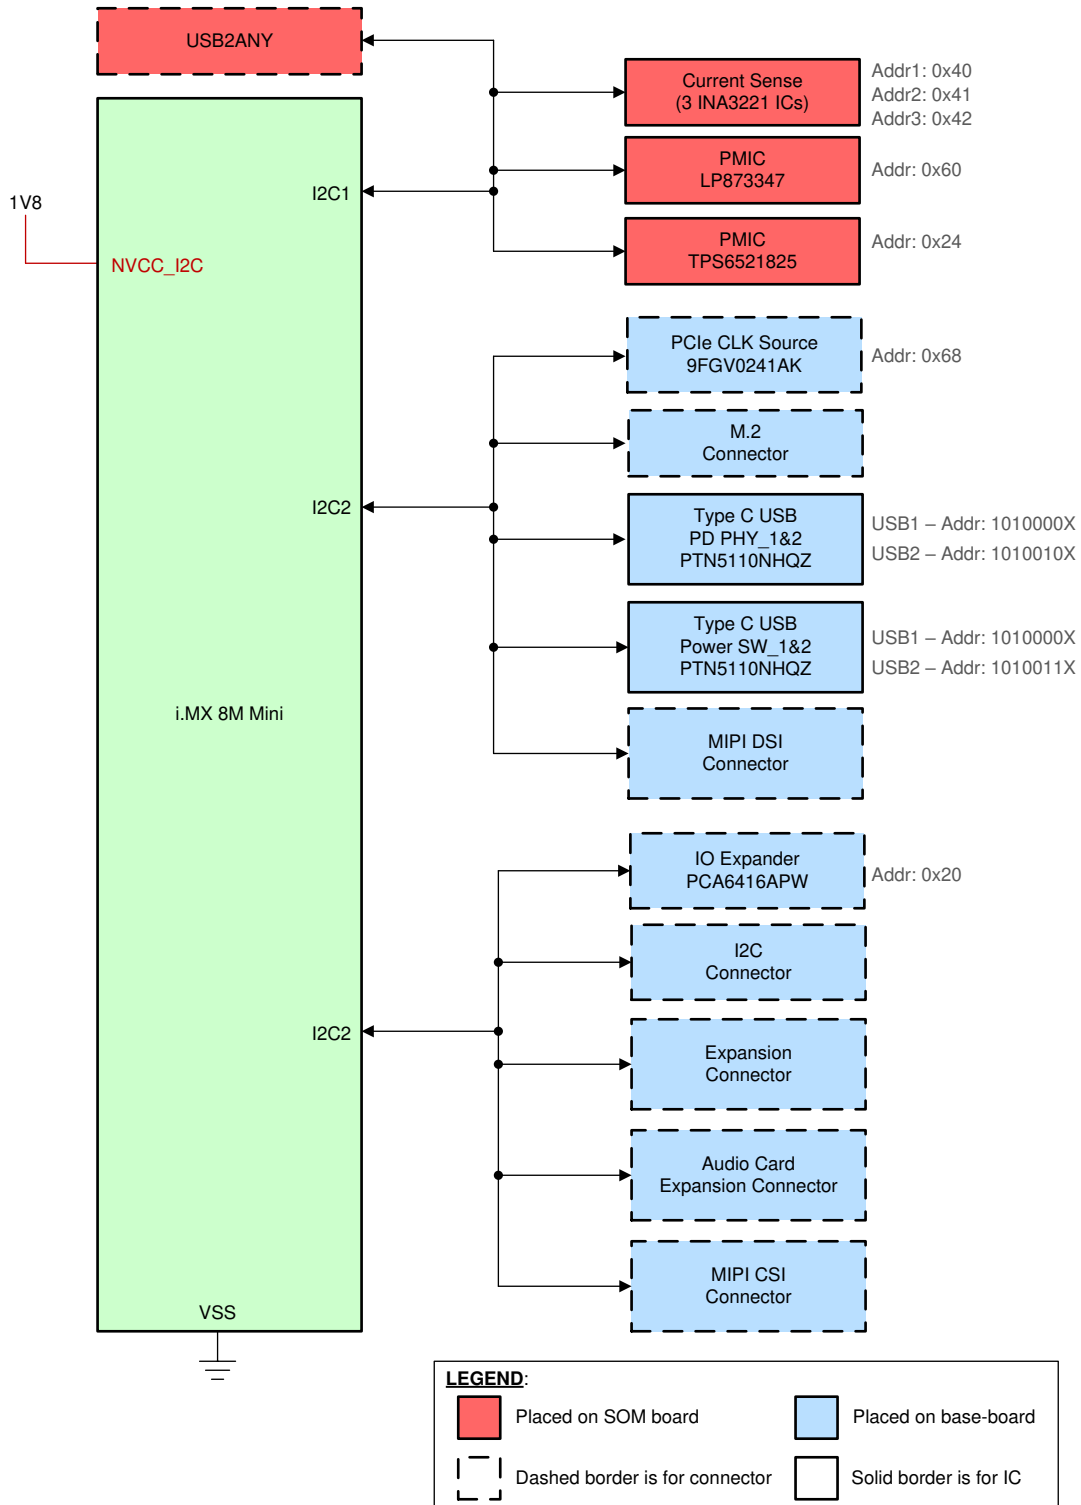 USB2ANY
Current Sense
(3 INA3221 ICs)
Addr1: 0x40
Addr2: 0x41
Addr3: 0x42
PMIC
LP873347
Addr: 0x60
I2C1
1V8
NVCC_I2C
PMIC
TPS6521825
Addr: 0x24
PCIe CLK Source
9FGV0241AK
Addr: 0x68
M.2
Connector
I2C2
Type C USB
PD PHY_1&2
PTN5110NHQZ
USB1 – Addr: 1010000X
USB2 – Addr: 1010010X
Type C USB
Power SW_1&2
PTN5110NHQZ
USB1 – Addr: 1010000X
USB2 – Addr: 1010011X
i.MX 8M Mini
MIPI DSI
Connector
IO Expander
PCA6416APW
Addr: 0x20
I2C
Connector
I2C2
Expansion
Connector
Audio Card
Expansion Connector
MIPI CSI
Connector
VSS
LEGEND:
Placed on SOM board
Placed on base-board
Dashed border is for connector
Solid border is for IC